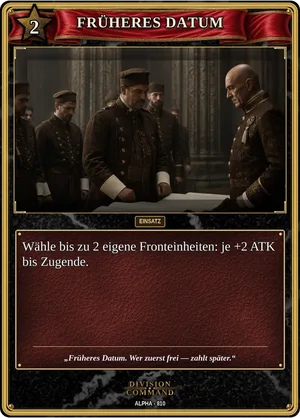 2
FRÜHERES DATUM
EINSATZ
Wähle bis zu 2 eigene Fronteinheiten: je +2 ATK
bis Zugende.
„Früheres Datum. Wer zuerst frei — zahlt später.“
DIVISION
COMMAND
ALPHA · 810